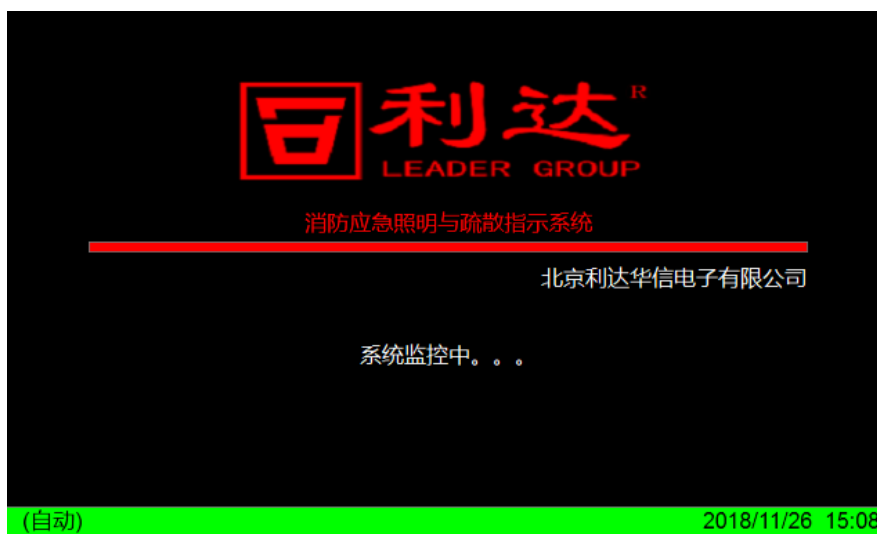 利达®
LEADER GROUP
消防应急照明与疏散指示系统
北京利达华信电子有限公司
系统监控中。。。
(自动) 2018/11/26 15:08